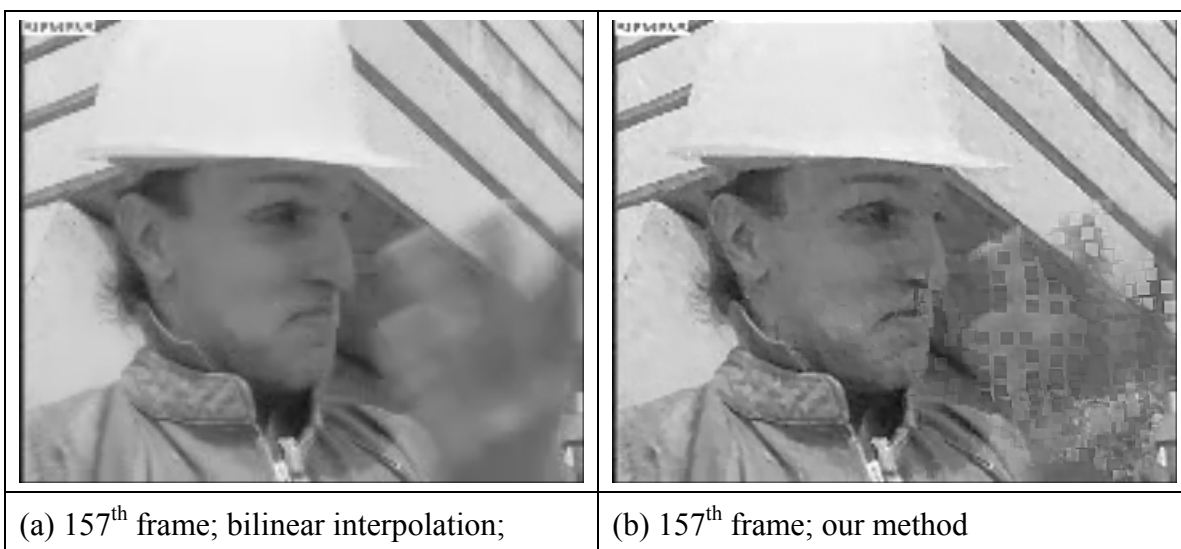 (a) 157th frame; bilinear interpolation;
(b) 157th frame; our method